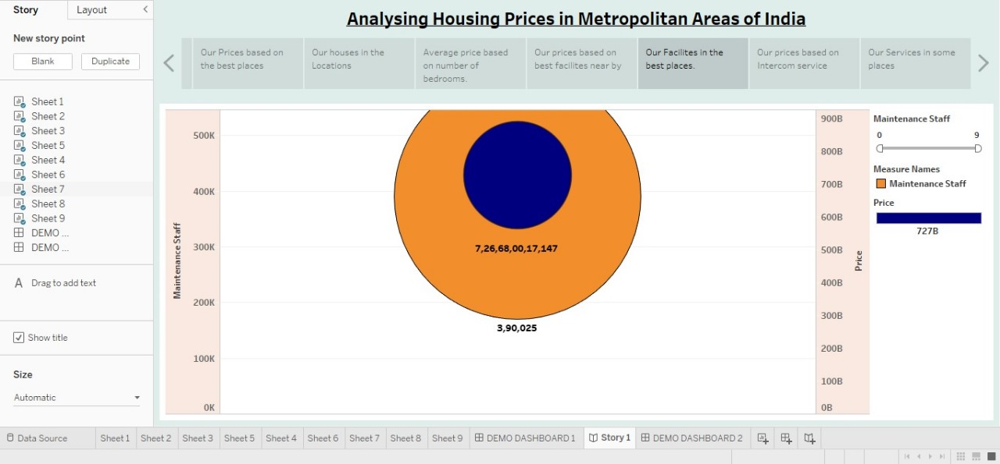 Story
Layout
New story point
Blank
Duplicate
Sheet 1
Sheet 2
Sheet 3
Sheet 5
Sheet 4
Sheet 6
Sheet 7
Sheet 8
Sheet 9
DEMO ...
DEMO ...
A Drag to add text
Show title
Size
Automatic
Analysing Housing Prices in Metropolitan Areas of India
Our Prices based on
the best places
Our houses in the
Locations
Average price based
on number of
bedrooms.
Our prices based on
best facilites near by
Our Facilites in the
best places.
Our prices based on
Intercom service
Our Services in some
places
Maintenance Staff
500K
400K
300K
200K
100K
0K
7,26,68,00,17,147
3,90,025
900B
800B
700B
600B
500B
400B
300B
200B
100B
0B
Price
Maintenance Staff
0 9
Measure Names
Maintenance Staff
Price
727B
Data Source
Sheet 1
Sheet 2
Sheet 3
Sheet 5
Sheet 4
Sheet 6
Sheet 7
Sheet 8
Sheet 9
DEMO DASHBOARD 1
Story 1
DEMO DASHBOARD 2